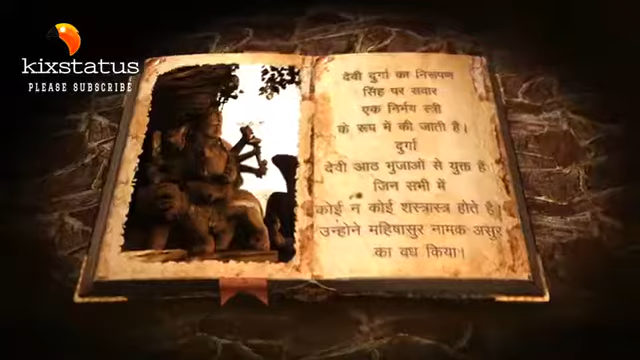 kixstatus
PLEASE SUBSCRIBE
देवी दुर्गा का निरूपण
सिंह पर सवार
एक निर्भय स्त्री
के रूप में की जाती है।
दुर्गा
देवी आठ भुजाओं से युक्त है
जिन सभी में
कोई न कोई शस्त्रास्त्र होते है।
उन्होने महिषासुर नामक असुर
का वध किया।